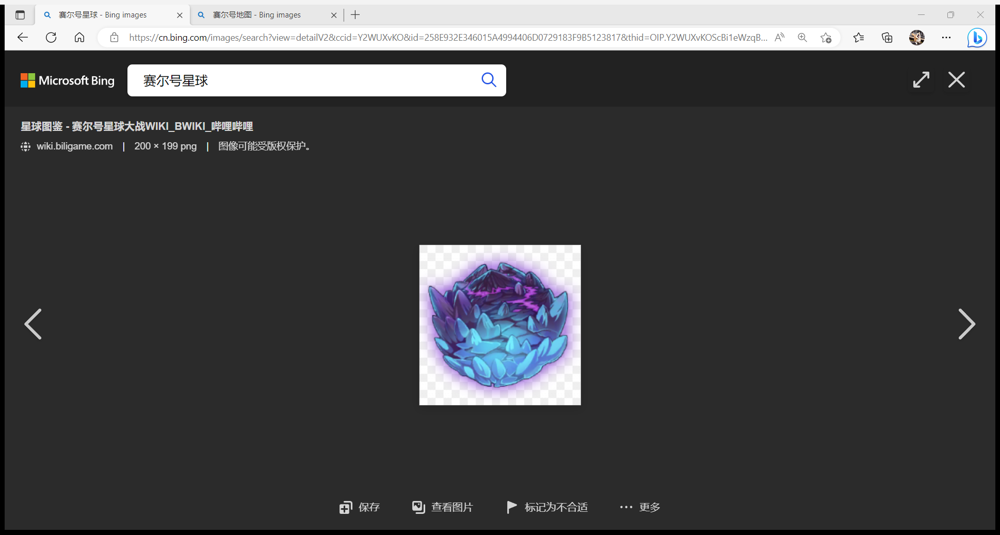 赛尔号星球 - Bing images
赛尔号地图 - Bing images
https://cn.bing.com/images/search?view=detailV2&ccid=Y2WUXvKO&id=258E932E346015A4994406D0729183F9B5123817&thid=OIP.Y2WUXvKOScBi1eWzqB...
Microsoft Bing
赛尔号星球
星球图鉴 - 赛尔号星球大战WIKI_BWIKI_哔哩哔哩
wiki.biligame.com | 200 × 199 png | 图像可能受版权保护。
保存 查看图片 标记为不合适 ··· 更多